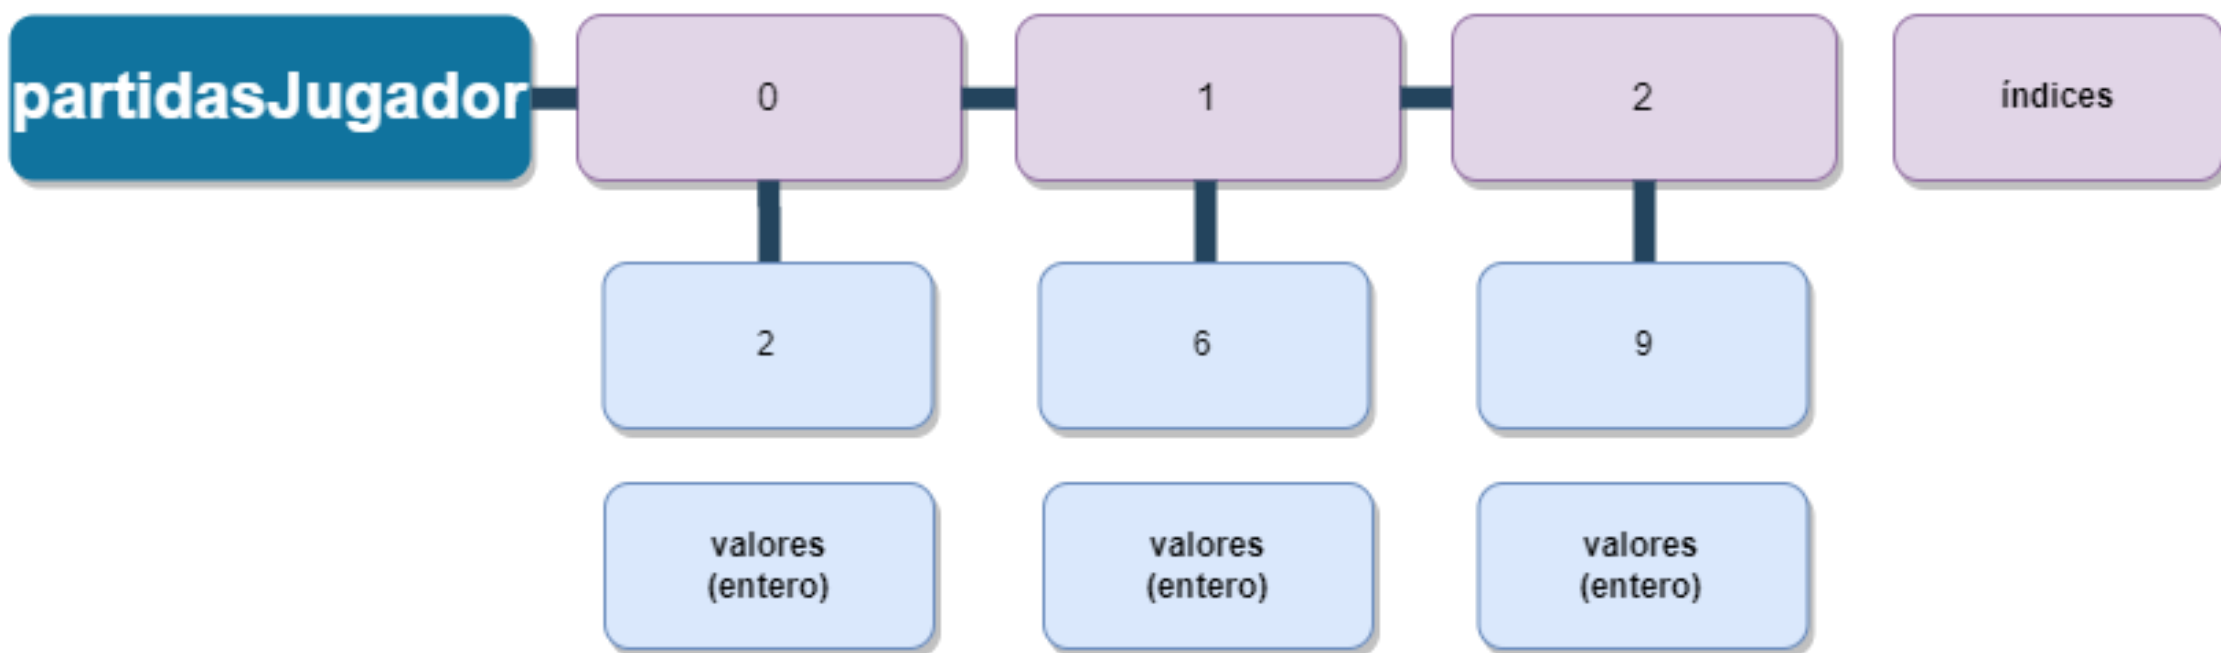 partidasJugador
0
1
2
índices
2
6
9
valores
(entero)
valores
(entero)
valores
(entero)